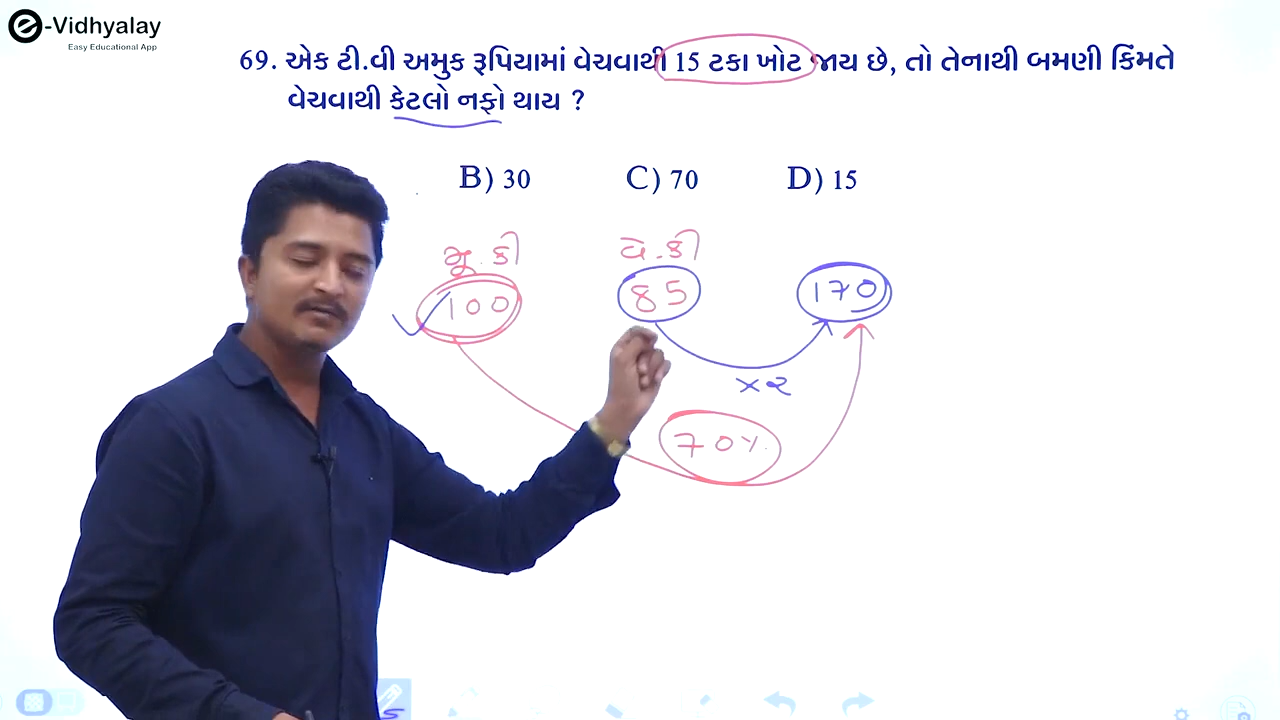 e-Vidhyalay
Easy Educational App
69. એક ટી.વી અમુક રૂપિયામાં વેચવાથી 15 ટકા ખોટ જાય છે, તો તેનાથી બમણી કિંમતે
વેચવાથી કેટલો નફો થાય ?
B) 30 C) 70 D) 15
મૂ.કી વે.કી
100 85 170
×૨
70%